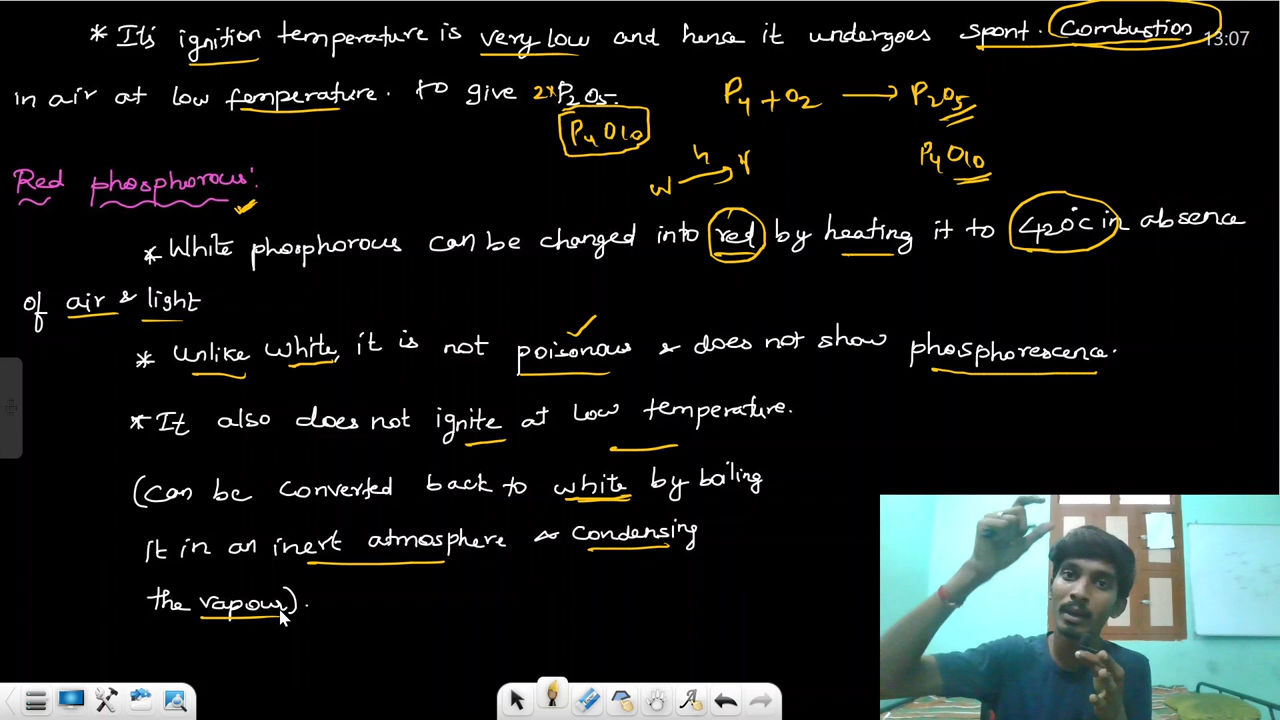 * It's ignition temperature is very low and hence it undergoes spont. Combustion
13:07
in air at low temperature. to give 2xP2O5.
P4O10
P4 + O2 → P2O5
P4O10
W h r
Red phosphorous:
* White phosphorous can be changed into red by heating it to 420°C in absence
of air & light
* Unlike white, it is not poisonous & does not show phosphorescence.
* It also does not ignite at low temperature.
(Can be converted back to white by boiling
It in an inert atmosphere & condensing
the vapour).